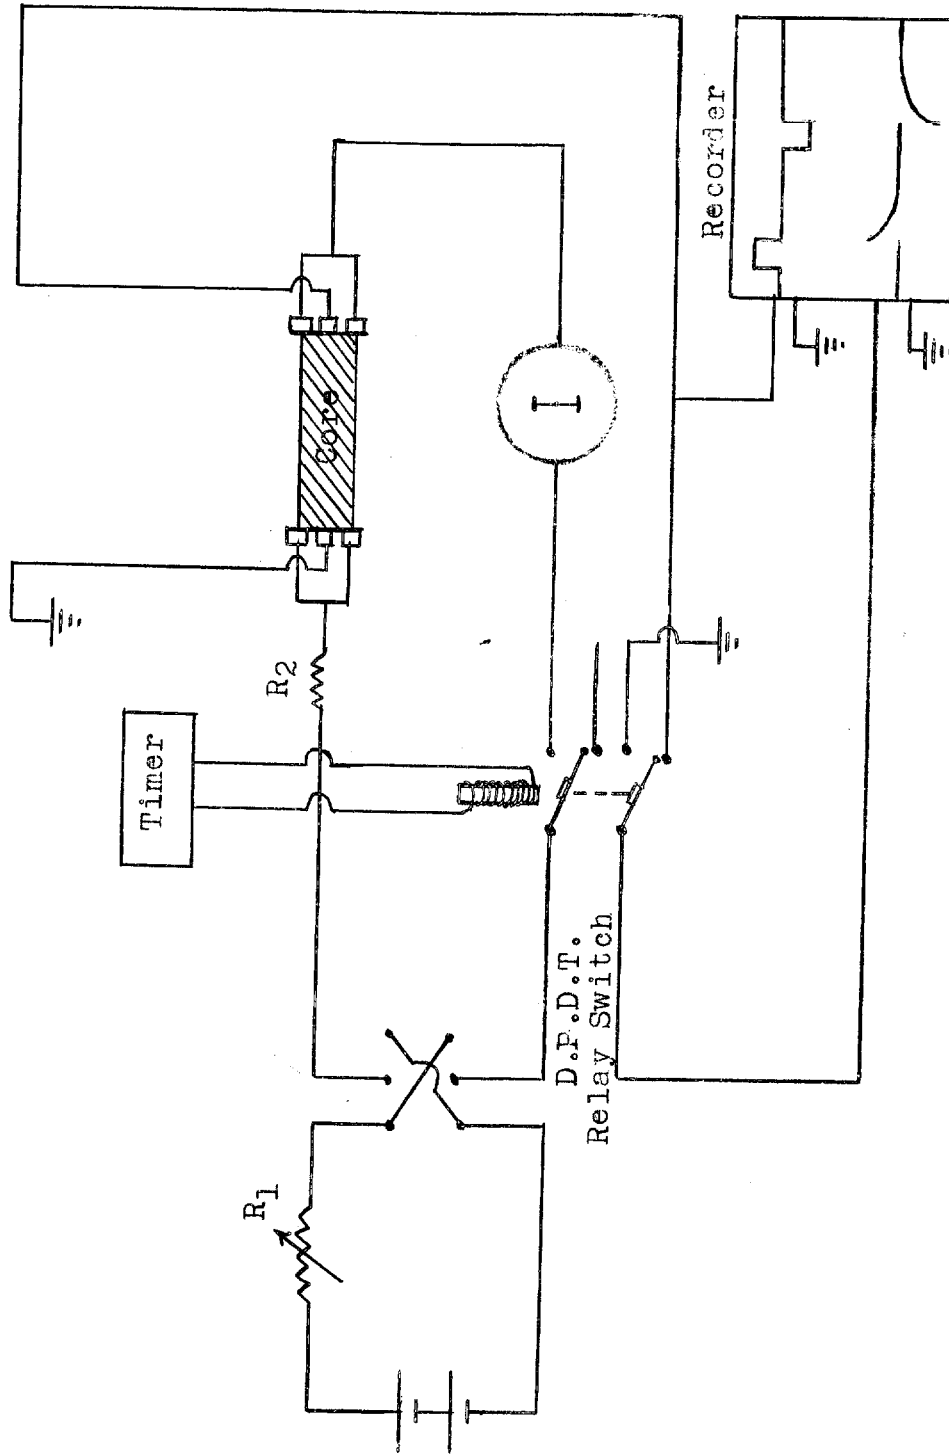 Timer
R2
Core
Recorder
R1
I
D.P.D.T.
Relay Switch